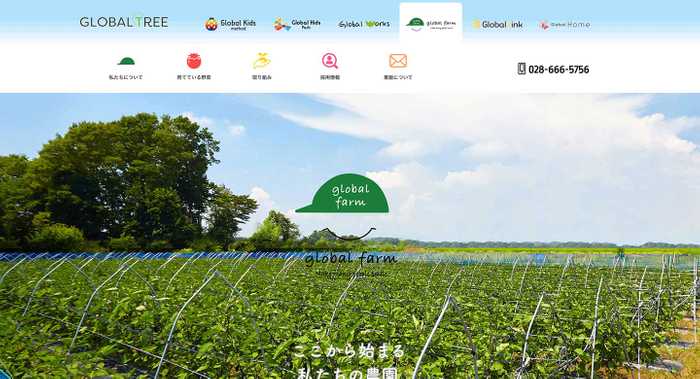 GLOBAL TREE
Global Kids
method
Global Kids
Park
Global Works
global farm
Global Link
Global Home
私たちについて
育てている野菜
取り組み
採用情報
業態について
028-666-5756
global
farm
global farm
ここから始まる
私たちの農園